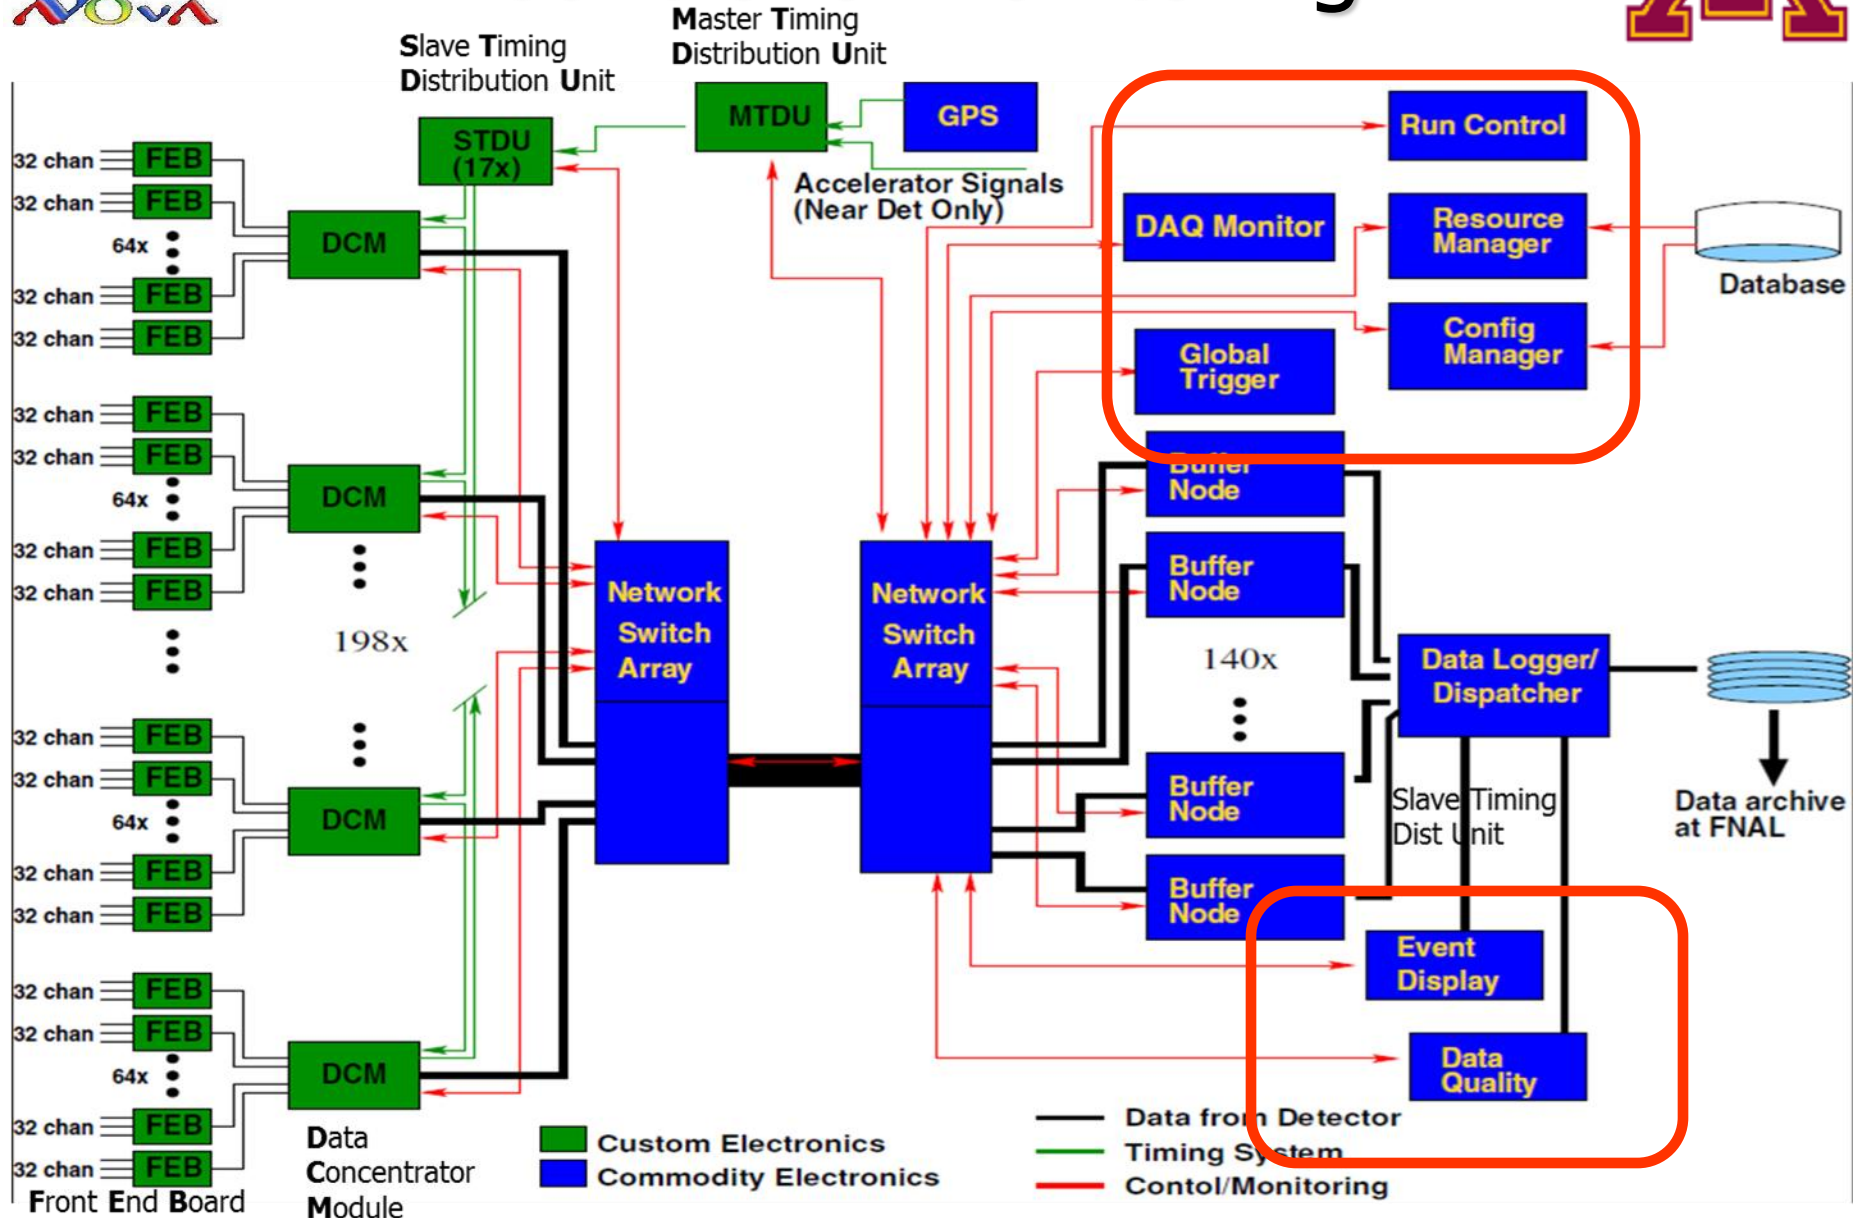 NOvA
Master Timing
Distribution Unit
Slave Timing
Distribution Unit
MTDU
GPS
STDU
(17x)
Accelerator Signals
(Near Det Only)
Run Control
DAQ Monitor
Resource
Manager
Database
Config
Manager
Global
Trigger
32 chan
FEB
32 chan
FEB
64x
32 chan
FEB
32 chan
FEB
DCM
32 chan
FEB
32 chan
FEB
64x
32 chan
FEB
32 chan
FEB
DCM
198x
32 chan
FEB
32 chan
FEB
64x
32 chan
FEB
32 chan
FEB
DCM
32 chan
FEB
32 chan
FEB
64x
32 chan
FEB
32 chan
FEB
DCM
Front End Board
Data
Concentrator
Module
Network
Switch
Array
Network
Switch
Array
Buffer
Node
Buffer
Node
140x
Buffer
Node
Buffer
Node
Data Logger/
Dispatcher
Slave Timing
Dist Unit
Data archive
at FNAL
Event
Display
Data
Quality
Custom Electronics
Commodity Electronics
Data from Detector
Timing System
Contol/Monitoring